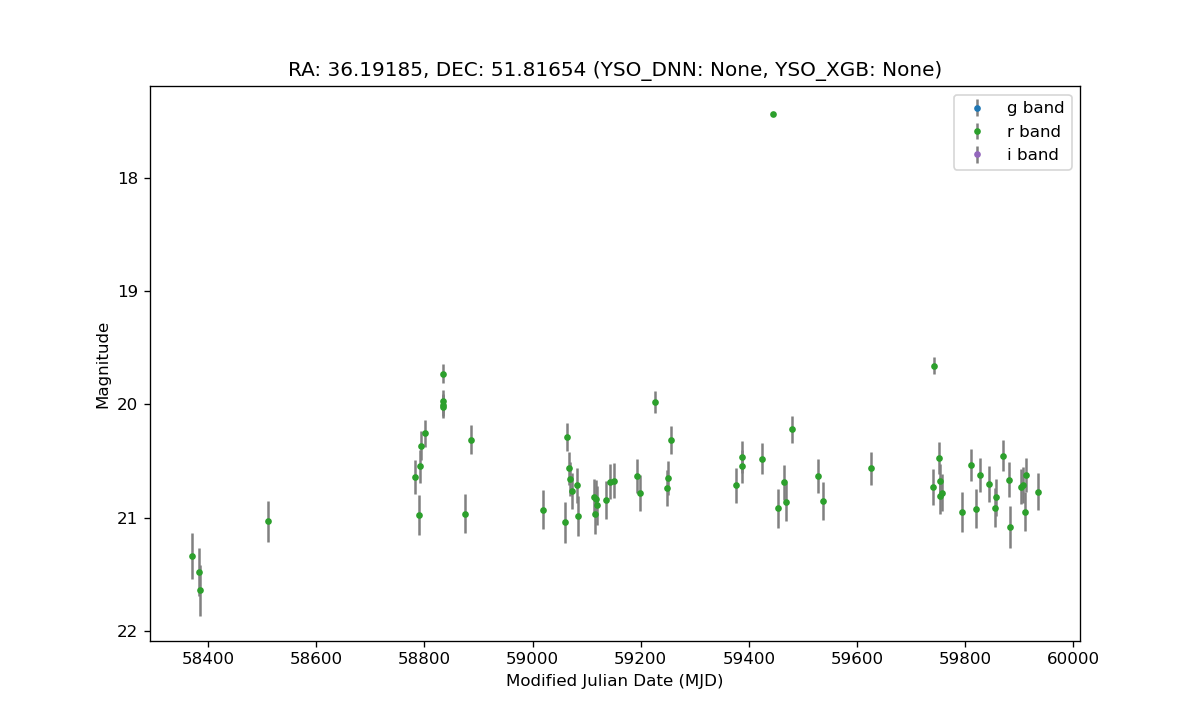 RA: 36.19185, DEC: 51.81654 (YSO_DNN: None, YSO_XGB: None)
g band
r band
i band
18
19
20
21
22
Magnitude
58400 58600 58800 59000 59200 59400 59600 59800 60000
Modified Julian Date (MJD)